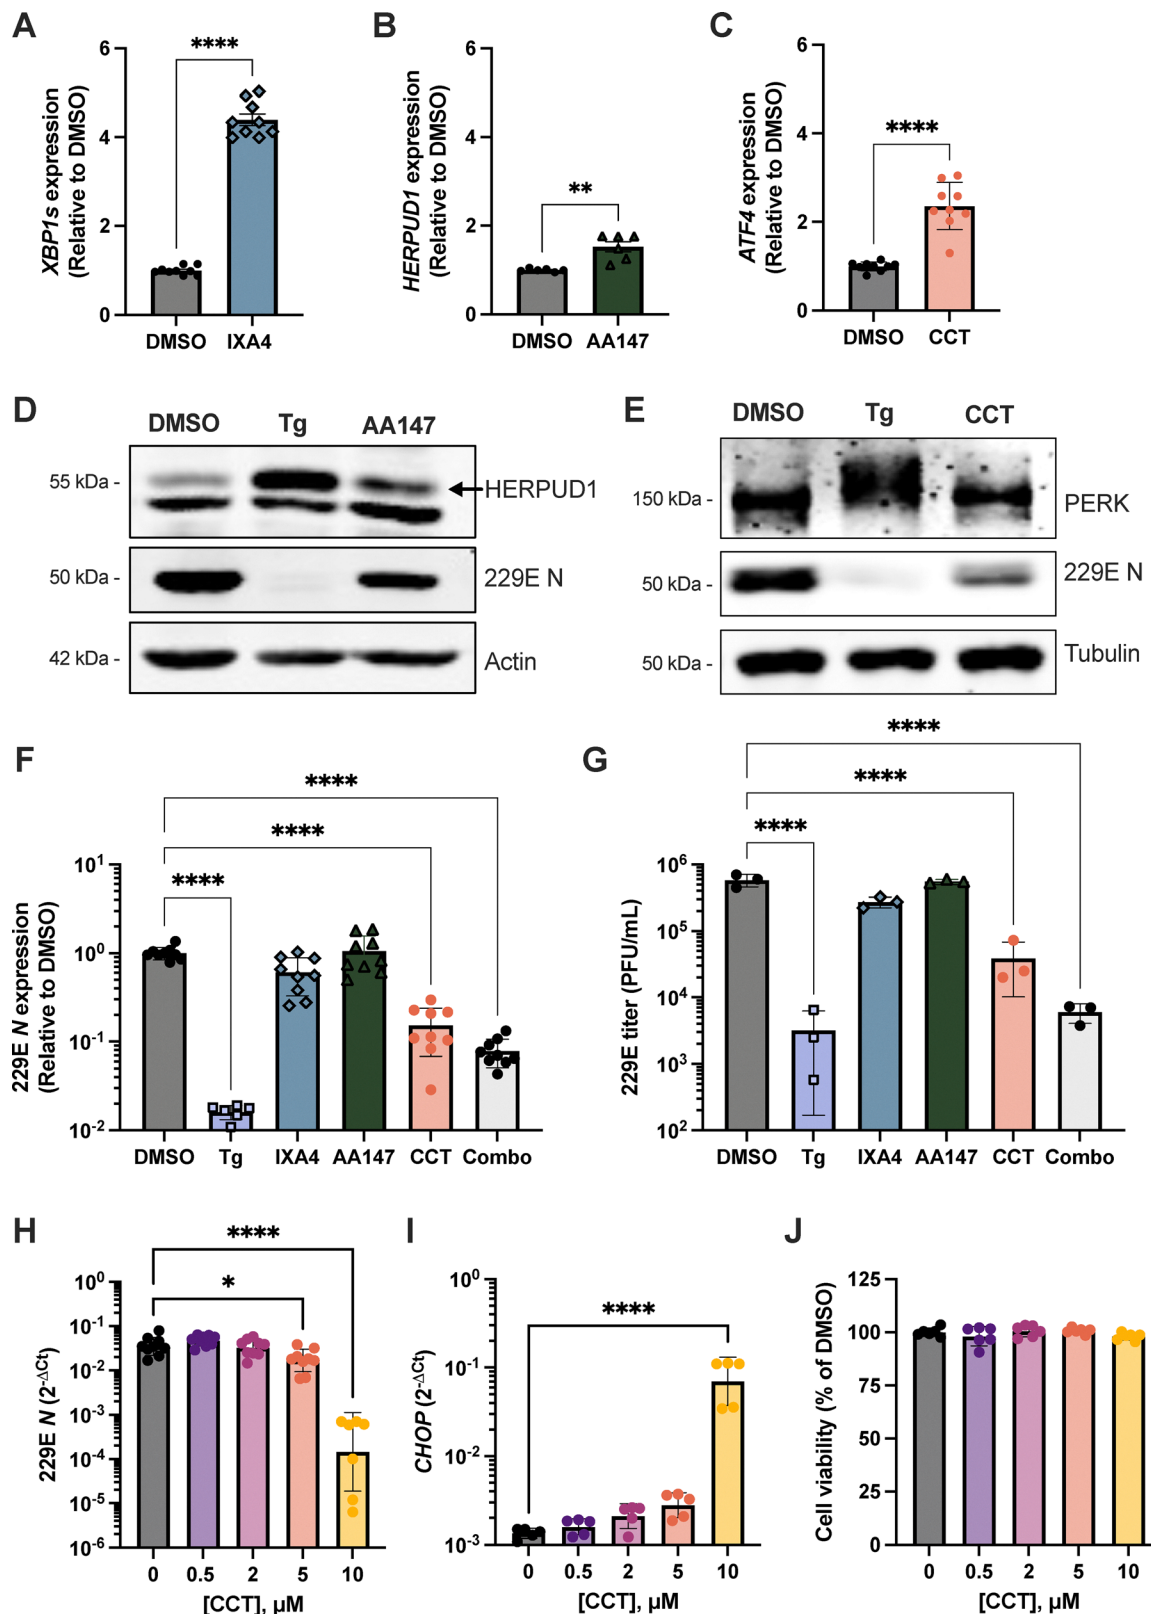 A
XBP1s expression
(Relative to DMSO)
6
4
2
0
****
DMSO IXA4
B
HERPUD1 expression
(Relative to DMSO)
6
4
2
0
**
DMSO AA147
C
ATF4 expression
(Relative to DMSO)
6
4
2
0
****
DMSO CCT
D
DMSO Tg AA147
55 kDa -
HERPUD1
50 kDa -
229E N
42 kDa -
Actin
E
DMSO Tg CCT
150 kDa -
PERK
50 kDa -
229E N
50 kDa -
Tubulin
F
229E N expression
(Relative to DMSO)
10¹
10⁰
10⁻¹
10⁻²
****
****
****
DMSO Tg IXA4 AA147 CCT Combo
G
229E titer (PFU/mL)
10⁶
10⁵
10⁴
10³
10²
****
****
****
DMSO Tg IXA4 AA147 CCT Combo
H
229E N (2⁻ΔCt)
10⁰
10⁻¹
10⁻²
10⁻³
10⁻⁴
10⁻⁵
10⁻⁶
****
*
0 0.5 2 5 10
[CCT], µM
I
CHOP (2⁻ΔCt)
10⁰
10⁻¹
10⁻²
10⁻³
****
0 0.5 2 5 10
[CCT], µM
J
Cell viability (% of DMSO)
125
100
75
50
25
0
0 0.5 2 5 10
[CCT], µM